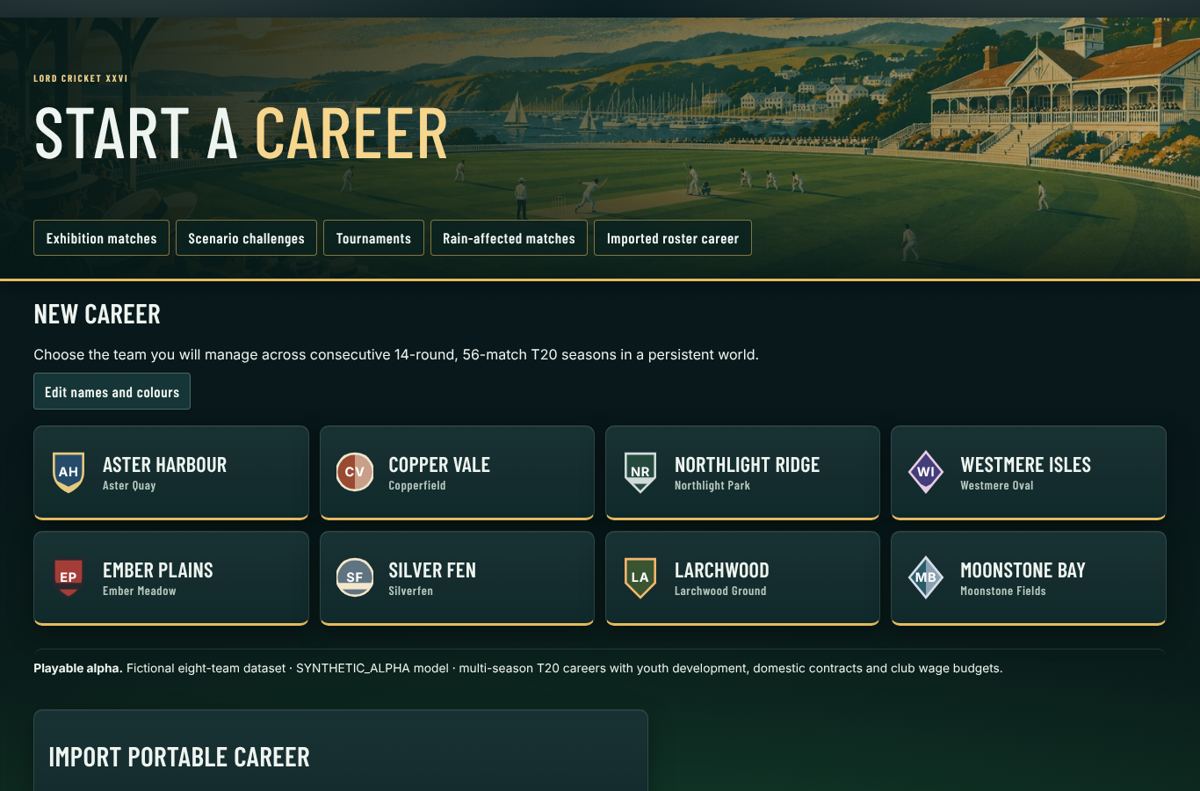 LORD CRICKET XXVI
START A CAREER
Exhibition matches
Scenario challenges
Tournaments
Rain-affected matches
Imported roster career
NEW CAREER
Choose the team you will manage across consecutive 14-round, 56-match T20 seasons in a persistent world.
Edit names and colours
AH
ASTER HARBOUR
Aster Quay
CV
COPPER VALE
Copperfield
NR
NORTHLIGHT RIDGE
Northlight Park
WI
WESTMERE ISLES
Westmere Oval
EP
EMBER PLAINS
Ember Meadow
SF
SILVER FEN
Silverfen
LA
LARCHWOOD
Larchwood Ground
MB
MOONSTONE BAY
Moonstone Fields
Playable alpha. Fictional eight-team dataset · SYNTHETIC_ALPHA model · multi-season T20 careers with youth development, domestic contracts and club wage budgets.
IMPORT PORTABLE CAREER